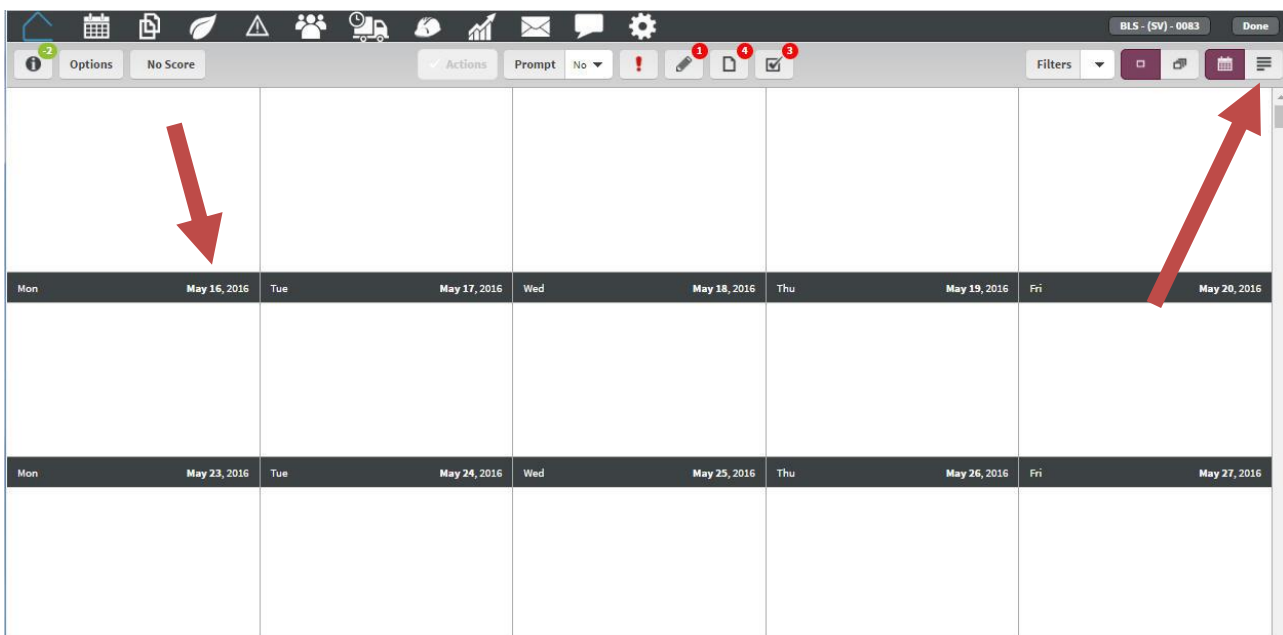 BLS - (SV) - 0083 Done
-2 1 4 3
Options No Score Actions Prompt No Filters
Mon May 16, 2016 Tue May 17, 2016 Wed May 18, 2016 Thu May 19, 2016 Fri May 20, 2016
Mon May 23, 2016 Tue May 24, 2016 Wed May 25, 2016 Thu May 26, 2016 Fri May 27, 2016